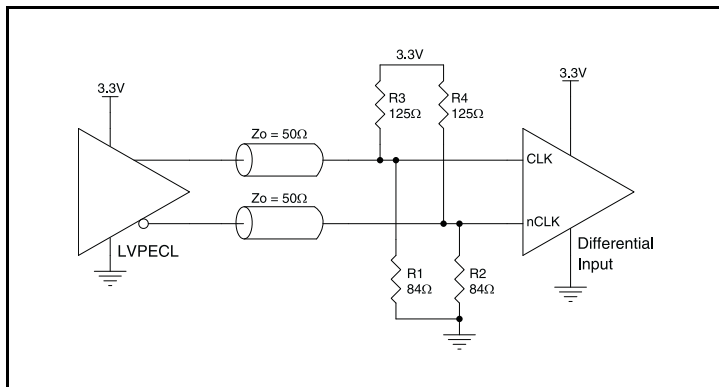 3.3V
3.3V
3.3V
R3
125Ω
R4
125Ω
Zo = 50Ω
CLK
Zo = 50Ω
nCLK
LVPECL
Differential
Input
R1
84Ω
R2
84Ω